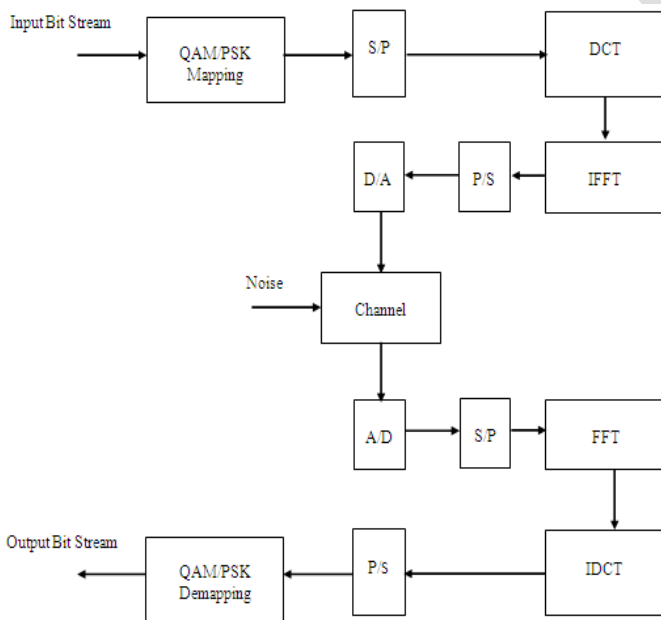 Input Bit Stream
QAM/PSK
Mapping
S/P
DCT
D/A
P/S
IFFT
Noise
Channel
A/D
S/P
FFT
Output Bit Stream
QAM/PSK
Demapping
P/s
IDCT